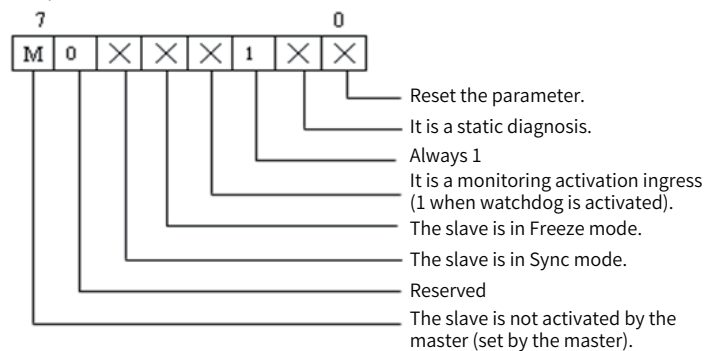 7 0
M 0 X X X 1 X X
Reset the parameter.
It is a static diagnosis.
Always 1
It is a monitoring activation ingress
(1 when watchdog is activated).
The slave is in Freeze mode.
The slave is in Sync mode.
Reserved
The slave is not activated by the
master (set by the master).